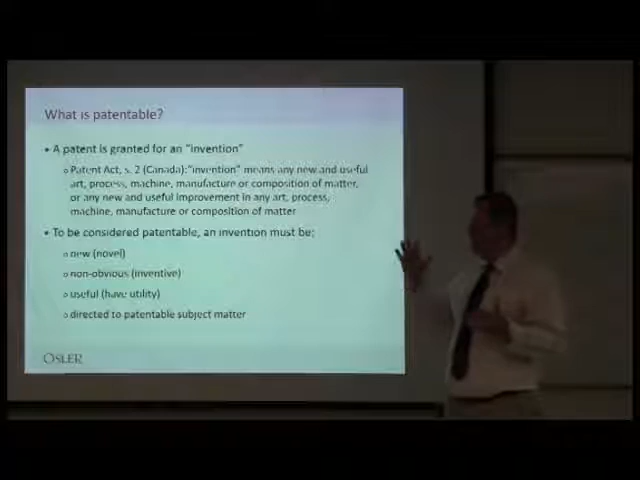 What is patentable?
• A patent is granted for an "invention"
o Patent Act, s. 2 (Canada): "invention" means any new and useful
art, process, machine, manufacture or composition of matter,
or any new and useful improvement in any art, process,
machine, manufacture or composition of matter
• To be considered patentable, an invention must be:
o new (novel)
o non-obvious (inventive)
o useful (have utility)
o directed to patentable subject matter
OSLER